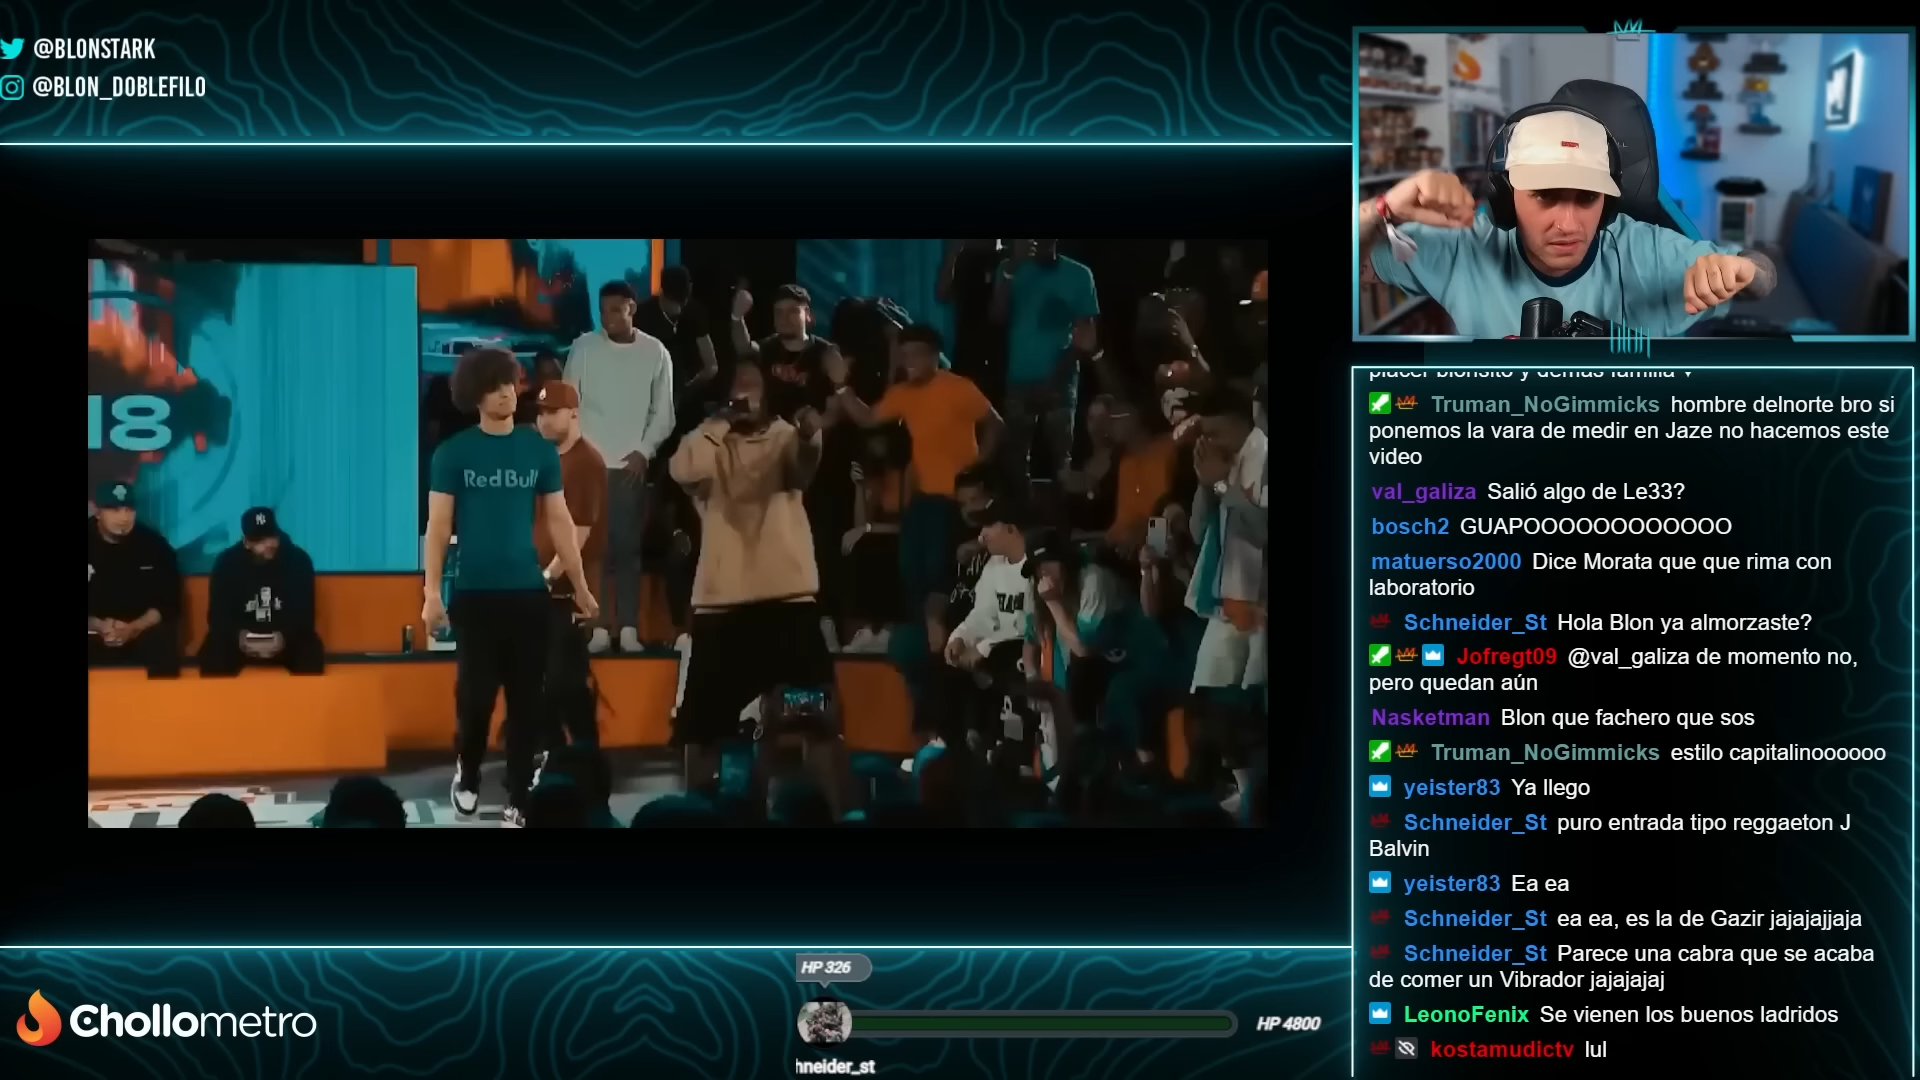 @BLONSTARK
@BLON_DOBLEFILO
18
Red Bull
placer blonsito y demás familia
Truman_NoGimmicks hombre delnorte bro si
ponemos la vara de medir en Jaze no hacemos este
video
val_galiza Salió algo de Le33?
bosch2 GUAPOOOOOOOOOOOO
matuerso2000 Dice Morata que que rima con
laboratorio
Schneider_St Hola Blon ya almorzaste?
Jofregt09 @val_galiza de momento no,
pero quedan aún
Nasketman Blon que fachero que sos
Truman_NoGimmicks estilo capitalinoooooo
yeister83 Ya llego
Schneider_St puro entrada tipo reggaeton J
Balvin
yeister83 Ea ea
Schneider_St ea ea, es la de Gazir jajajajjaja
Schneider_St Parece una cabra que se acaba
de comer un Vibrador jajajajaj
LeonoFenix Se vienen los buenos ladridos
kostamudictv lul
Chollometro
HP 326
HP 4800
hneider_st